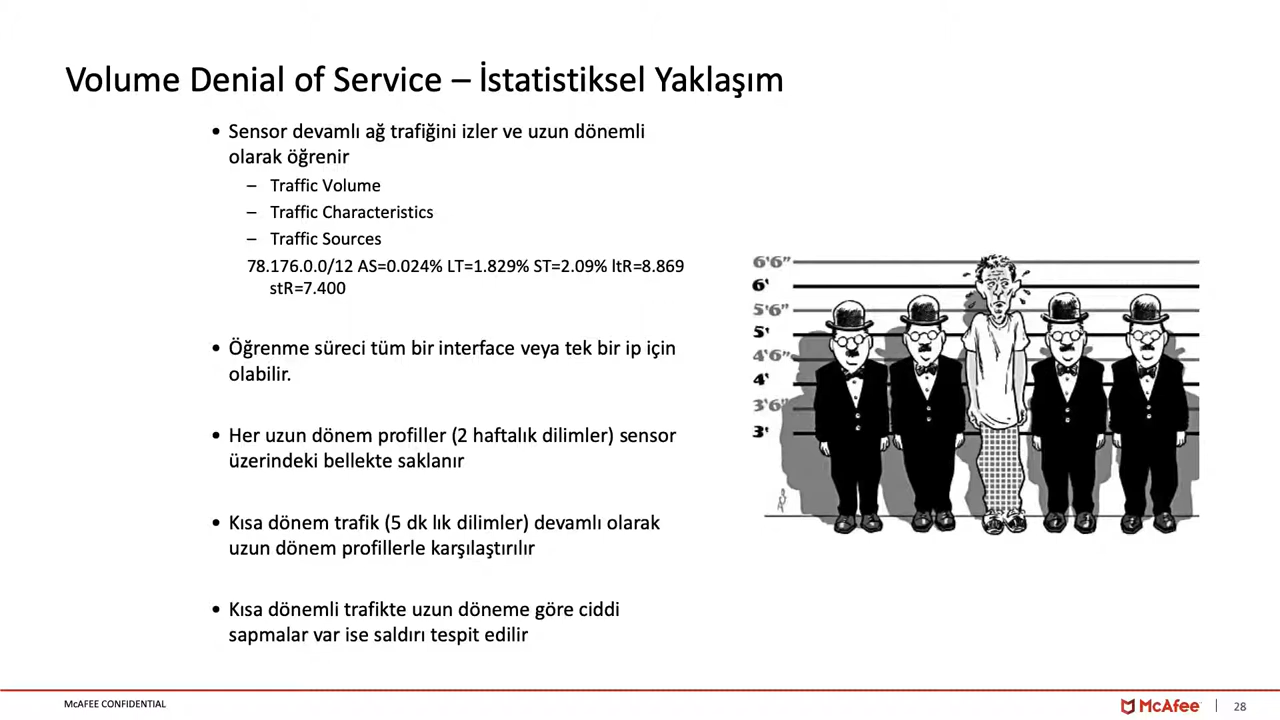 Volume Denial of Service – İstatistiksel Yaklaşım
• Sensor devamlı ağ trafiğini izler ve uzun dönemli
olarak öğrenir
– Traffic Volume
– Traffic Characteristics
– Traffic Sources
78.176.0.0/12 AS=0.024% LT=1.829% ST=2.09% ltR=8.869
stR=7.400
• Öğrenme süreci tüm bir interface veya tek bir ip için
olabilir.
• Her uzun dönem profiller (2 haftalık dilimler) sensor
üzerindeki bellekte saklanır
• Kısa dönem trafik (5 dk lık dilimler) devamlı olarak
uzun dönem profillerle karşılaştırılır
• Kısa dönemli trafikte uzun döneme göre ciddi
sapmalar var ise saldırı tespit edilir
6'6"
6'
5'6"
5'
4'6"
4'
3'6"
3'
McAFEE CONFIDENTIAL
McAfee
28